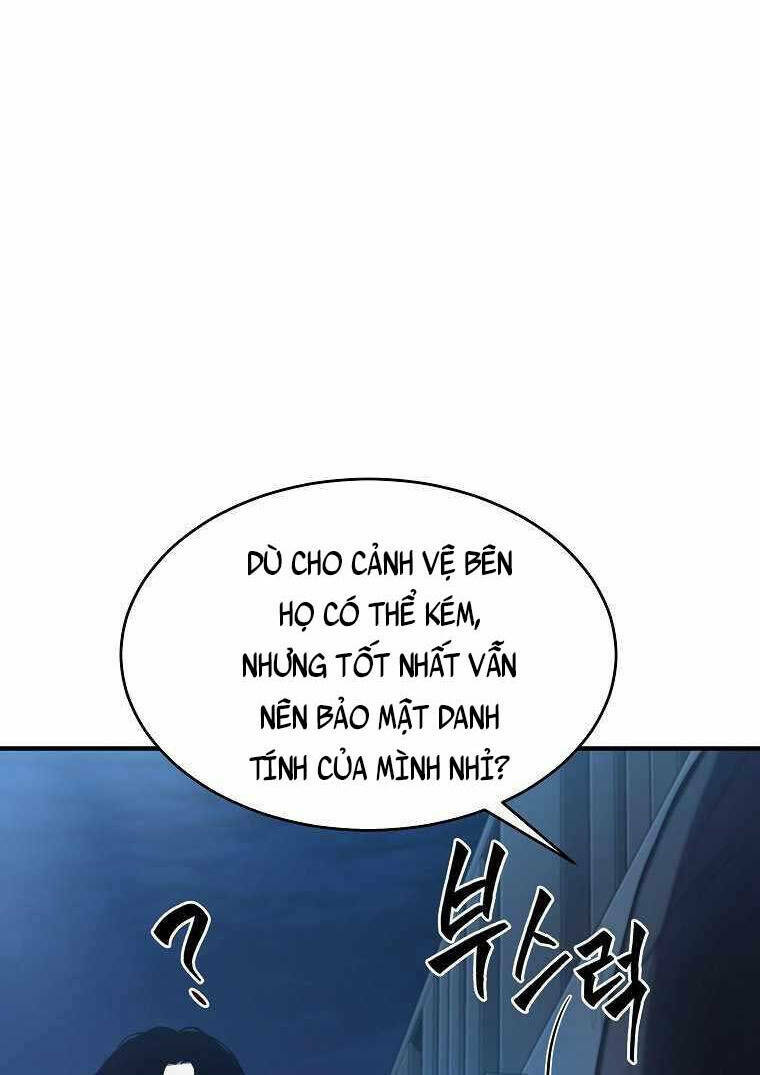 DÙ CHO CẢNH VỆ BÊN
HỌ CÓ THỂ KÉM,
NHƯNG TỐT NHẤT VẪN
NÊN BẢO MẬT DANH
TÍNH CỦA MÌNH NHỈ?
부스럭
?